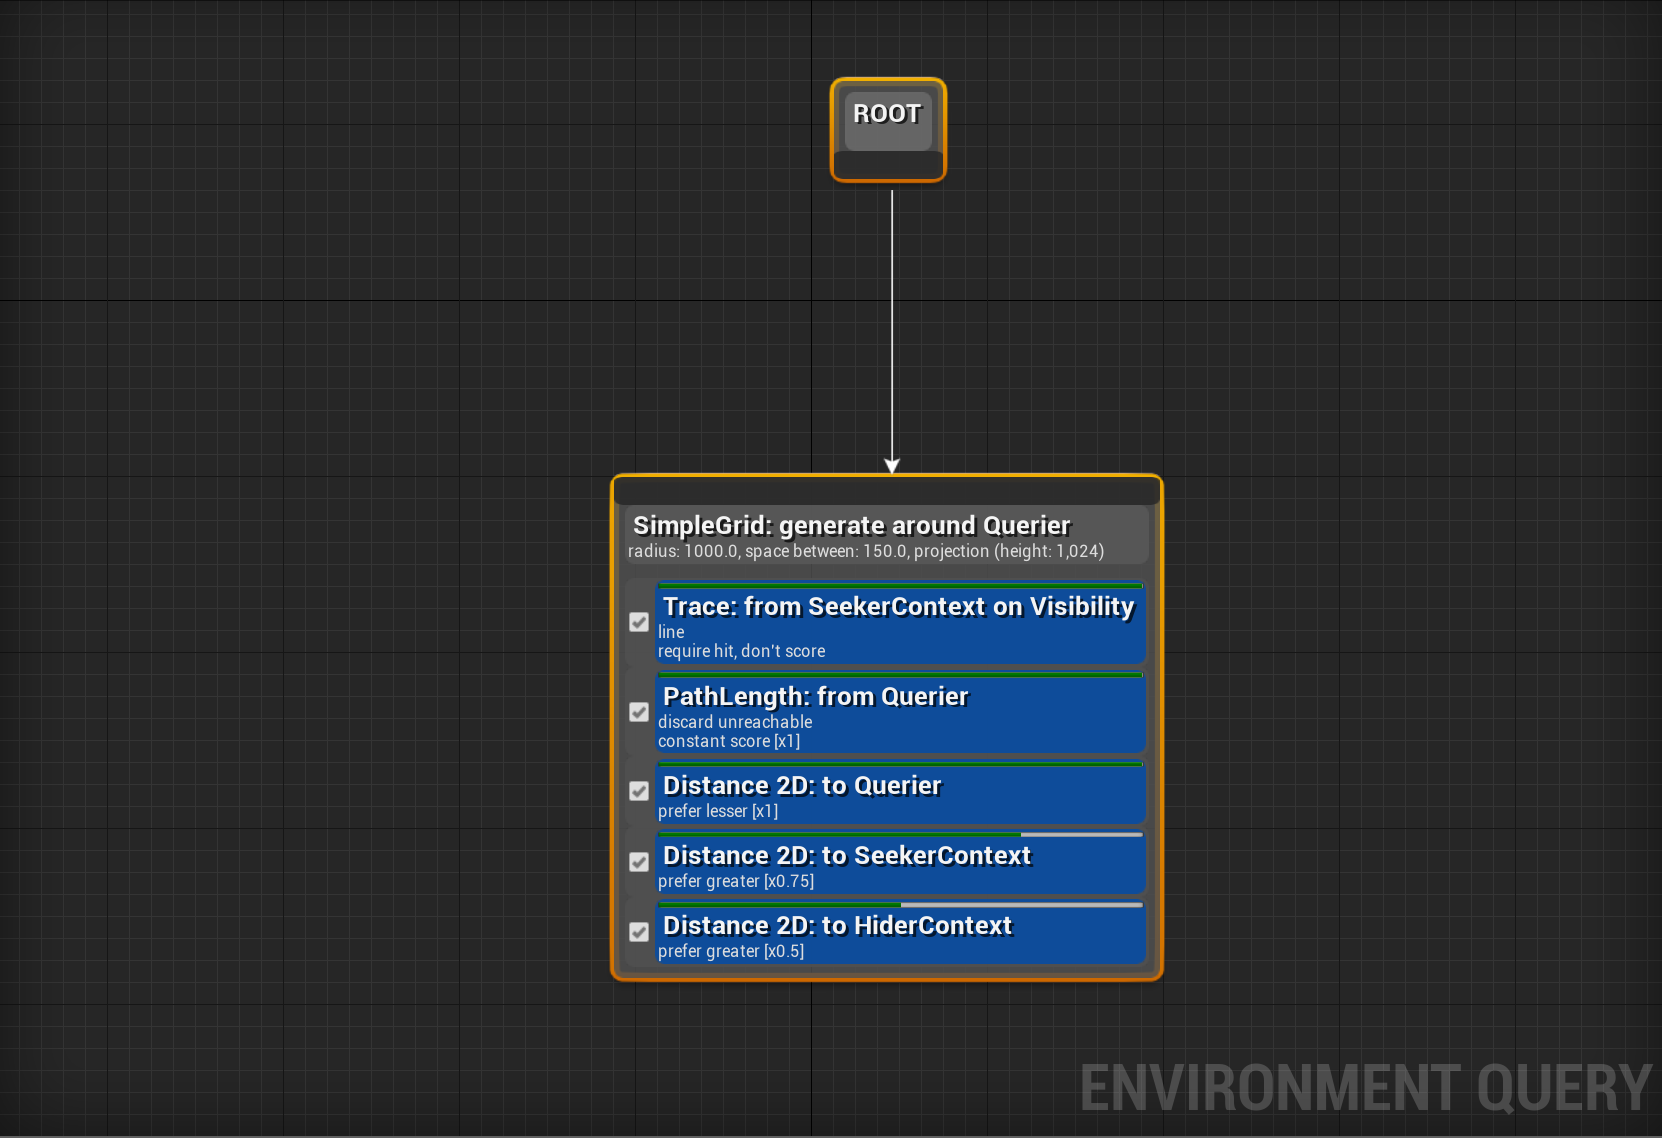 ROOT
SimpleGrid: generate around Querier
radius: 1000.0, space between: 150.0, projection (height: 1,024)
Trace: from SeekerContext on Visibility
line
require hit, don't score
PathLength: from Querier
discard unreachable
constant score [x1]
Distance 2D: to Querier
prefer lesser [x1]
Distance 2D: to SeekerContext
prefer greater [x0.75]
Distance 2D: to HiderContext
prefer greater [x0.5]
ENVIRONMENT QUERY